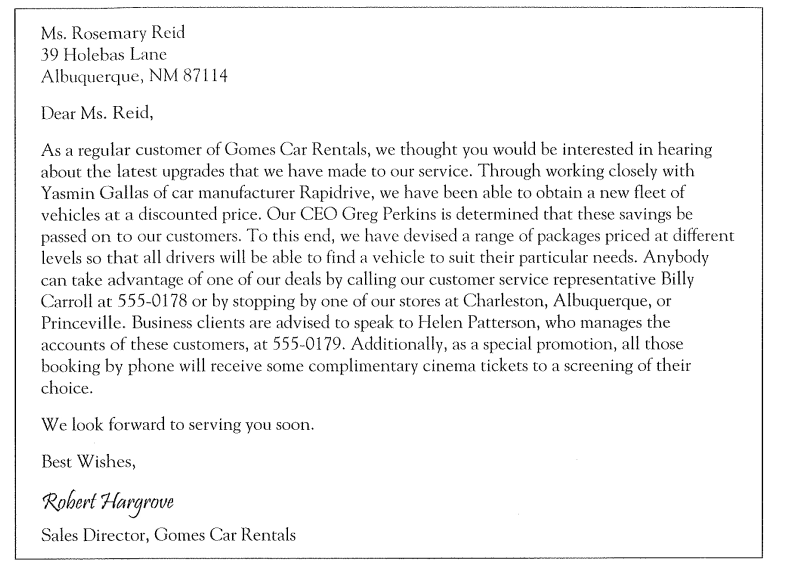 Ms. Rosemary Reid
39 Holebas Lane
Albuquerque, NM 87114
Dear Ms. Reid,
As a regular customer of Gomes Car Rentals, we thought you would be interested in hearing
about the latest upgrades that we have made to our service. Through working closely with
Yasmin Gallas of car manufacturer Rapidrive, we have been able to obtain a new fleet of
vehicles at a discounted price. Our CEO Greg Perkins is determined that these savings be
passed on to our customers. To this end, we have devised a range of packages priced at different
levels so that all drivers will be able to find a vehicle to suit their particular needs. Anybody
can take advantage of one of our deals by calling our customer service representative Billy
Carroll at 555-0178 or by stopping by one of our stores at Charleston, Albuquerque, or
Princeville. Business clients are advised to speak to Helen Patterson, who manages the
accounts of these customers, at 555-0179. Additionally, as a special promotion, all those
booking by phone will receive some complimentary cinema tickets to a screening of their
choice.
We look forward to serving you soon.
Best Wishes,
Robert Hargrove
Sales Director, Gomes Car Rentals